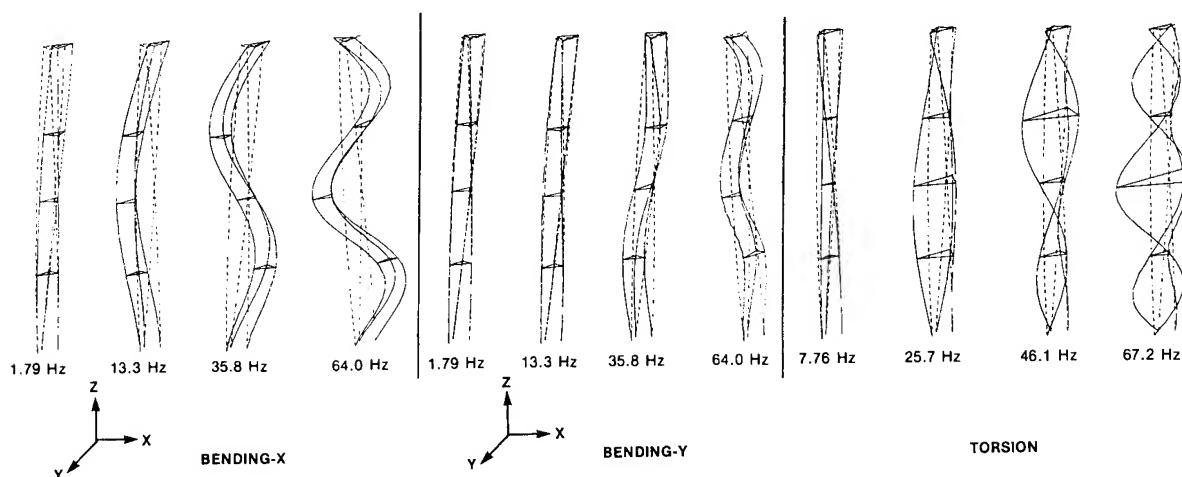 1.79 Hz 13.3 Hz 35.8 Hz 64.0 Hz 1.79 Hz 13.3 Hz 35.8 Hz 64.0 Hz 7.76 Hz 25.7 Hz 46.1 Hz 67.2 Hz
Z
X
Y
BENDING-X
Z
X
Y
BENDING-Y
TORSION